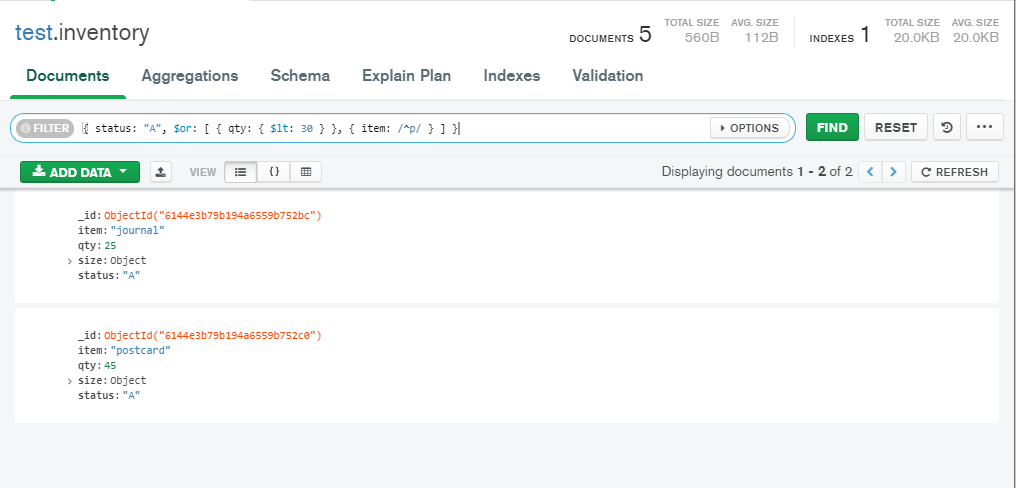 test.inventory
DOCUMENTS 5 TOTAL SIZE 560B AVG. SIZE 112B INDEXES 1 TOTAL SIZE 20.0KB AVG. SIZE 20.0KB
Documents Aggregations Schema Explain Plan Indexes Validation
FILTER { status: "A", $or: [ { qty: { $lt: 30 } }, { item: /^p/ } ] } OPTIONS FIND RESET ...
ADD DATA VIEW {} Displaying documents 1 - 2 of 2 < > REFRESH
_id: ObjectId("6144e3b79b194a6559b752bc")
item: "journal"
qty: 25
> size: Object
status: "A"
_id: ObjectId("6144e3b79b194a6559b752c0")
item: "postcard"
qty: 45
> size: Object
status: "A"